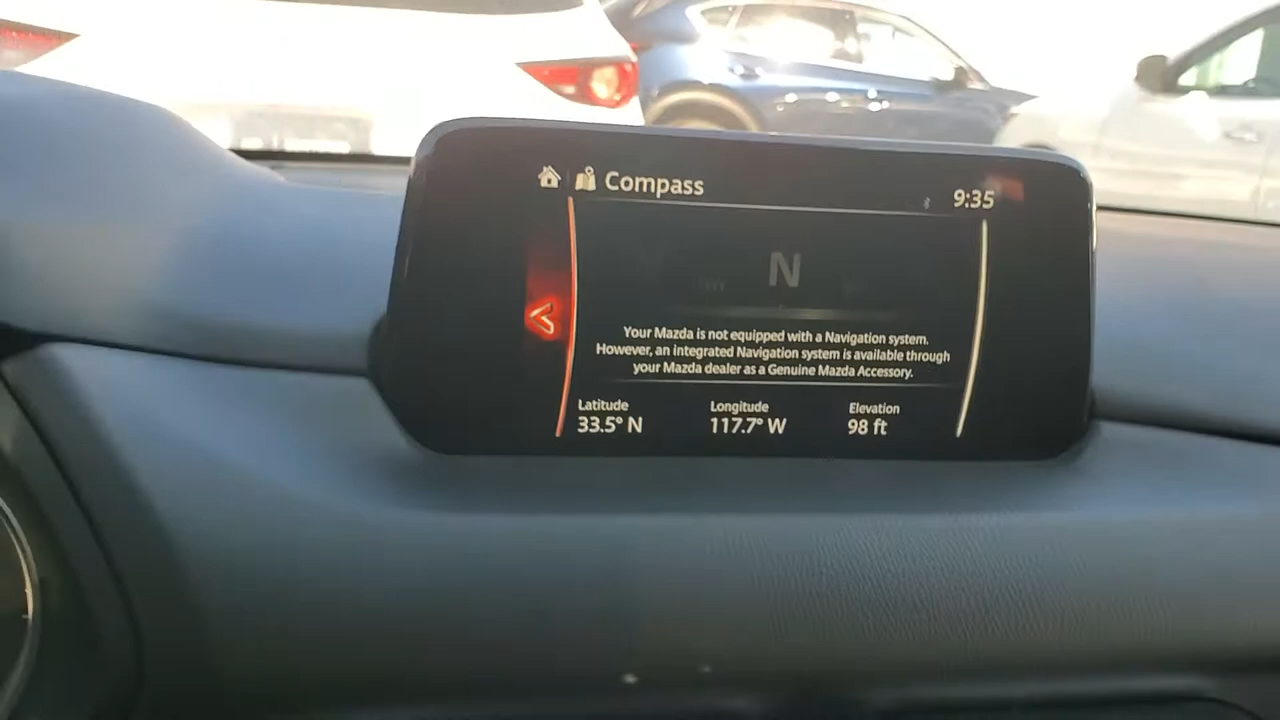 Compass
9:35
N
Your Mazda is not equipped with a Navigation system.
However, an integrated Navigation system is available through
your Mazda dealer as a Genuine Mazda Accessory.
Latitude Longitude Elevation
33.5° N 117.7° W 98 ft